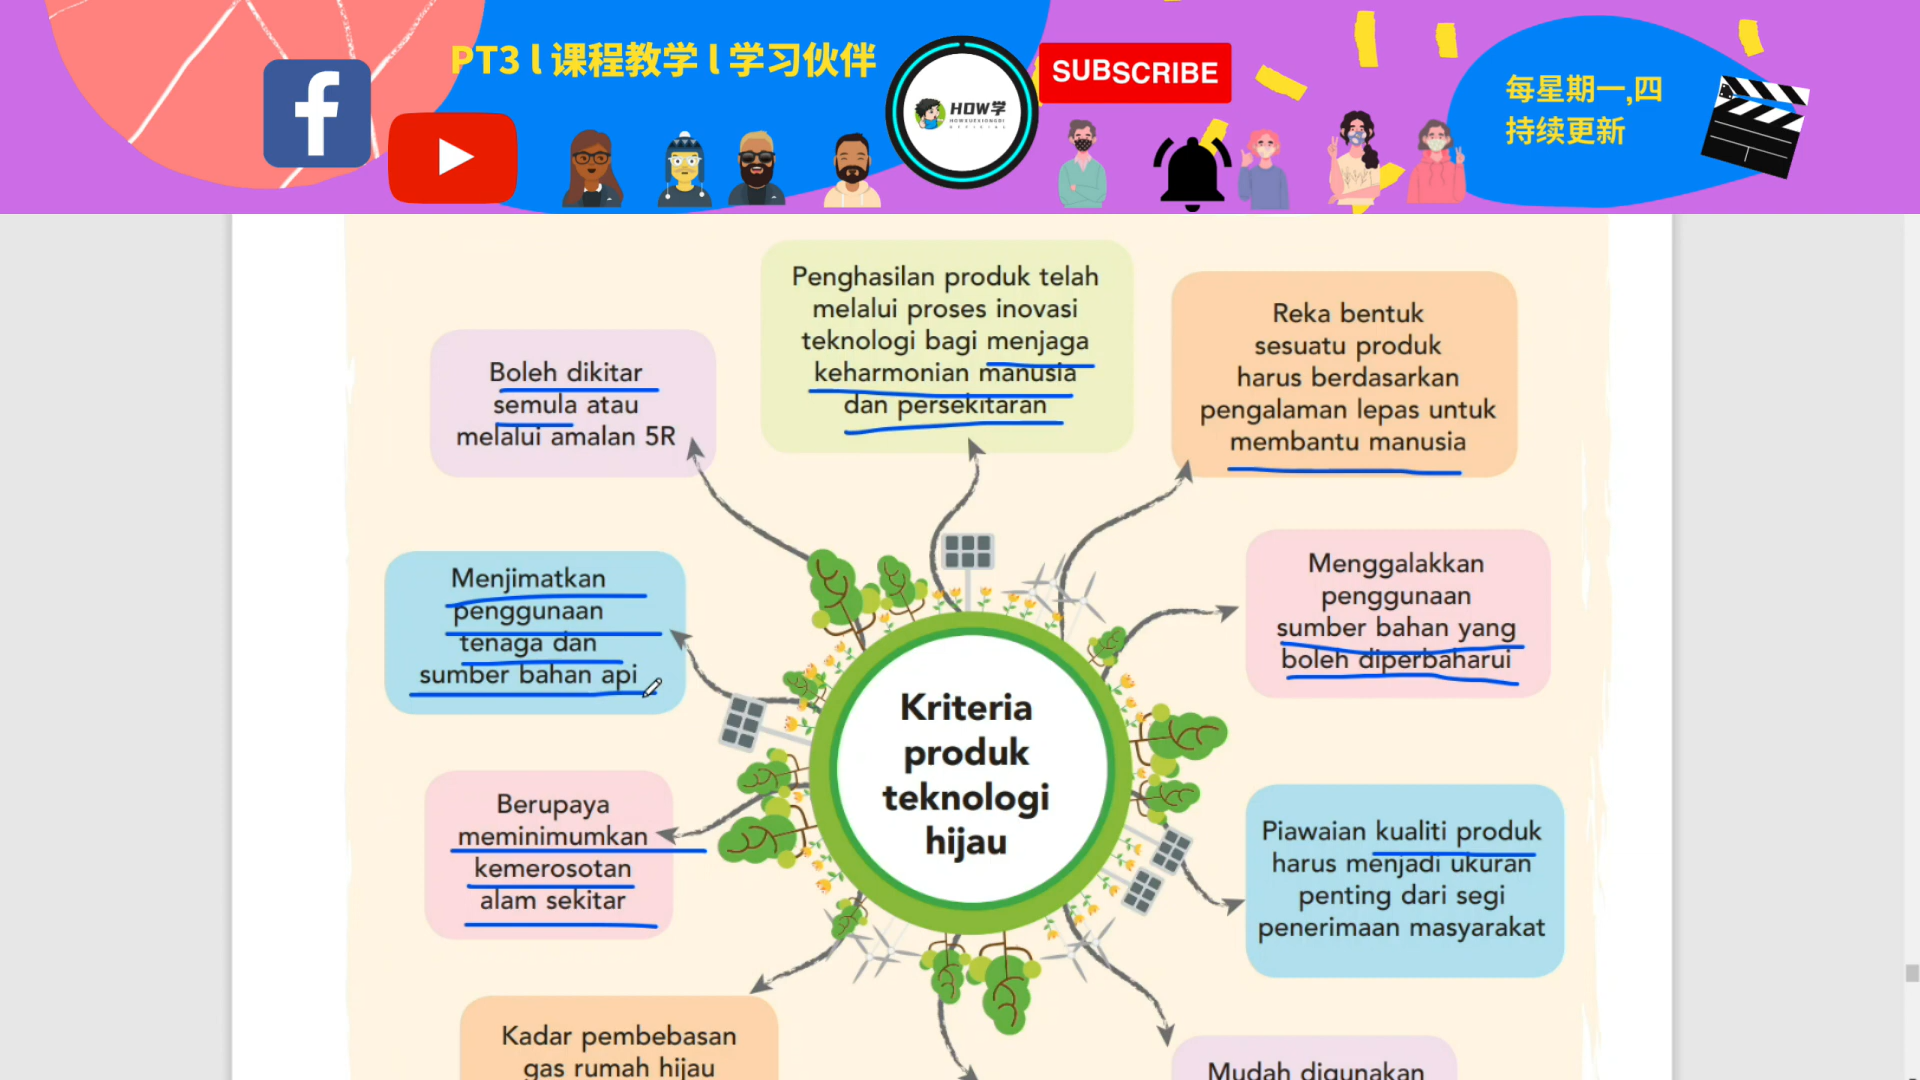 PT3 l 课程教学 l 学习伙伴
HOW学
SUBSCRIBE
每星期一,四
持续更新
Penghasilan produk telah
melalui proses inovasi
teknologi bagi menjaga
keharmonian manusia
dan persekitaran
Reka bentuk
sesuatu produk
harus berdasarkan
pengalaman lepas untuk
membantu manusia
Boleh dikitar
semula atau
melalui amalan 5R
Menjimatkan
penggunaan
tenaga dan
sumber bahan api
Menggalakkan
penggunaan
sumber bahan yang
boleh diperbaharui
Kriteria
produk
teknologi
hijau
Berupaya
meminimumkan
kemerosotan
alam sekitar
Piawaian kualiti produk
harus menjadi ukuran
penting dari segi
penerimaan masyarakat
Kadar pembebasan
gas rumah hijau
Mudah digunakan